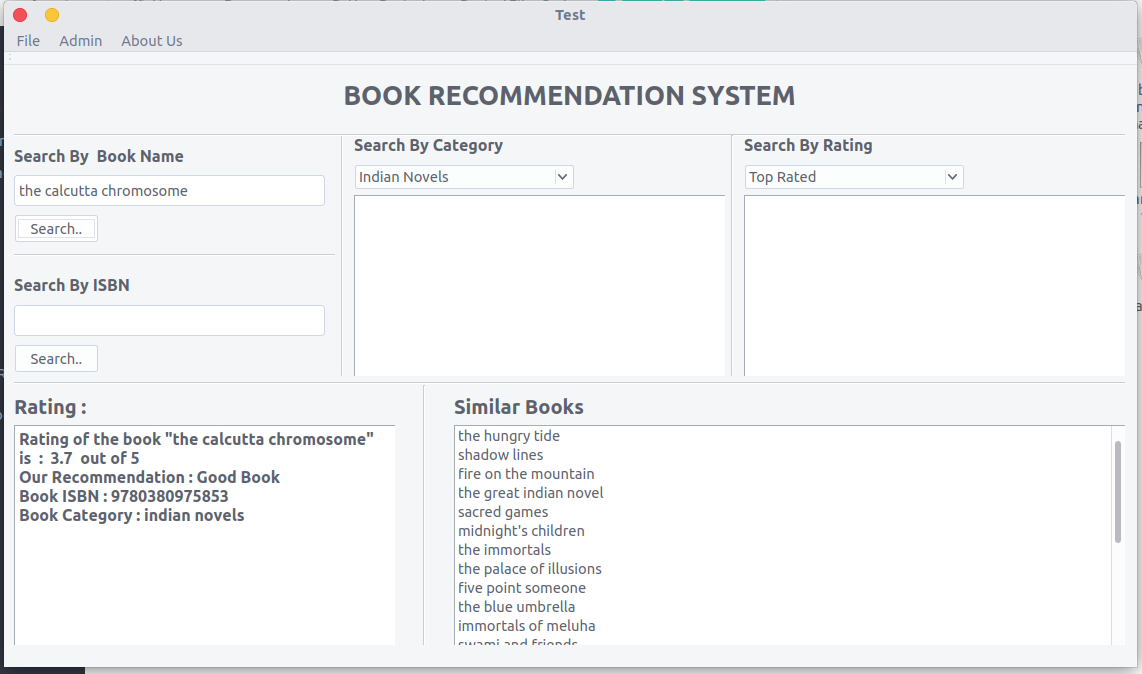 Test
File Admin About Us
BOOK RECOMMENDATION SYSTEM
Search By Book Name
the calcutta chromosome
Search..
Search By ISBN
Search..
Search By Category
Indian Novels
Search By Rating
Top Rated
Rating :
Rating of the book "the calcutta chromosome"
is : 3.7 out of 5
Our Recommendation : Good Book
Book ISBN : 9780380975853
Book Category : indian novels
Similar Books
the hungry tide
shadow lines
fire on the mountain
the great indian novel
sacred games
midnight's children
the immortals
the palace of illusions
five point someone
the blue umbrella
immortals of meluha
swami and friends